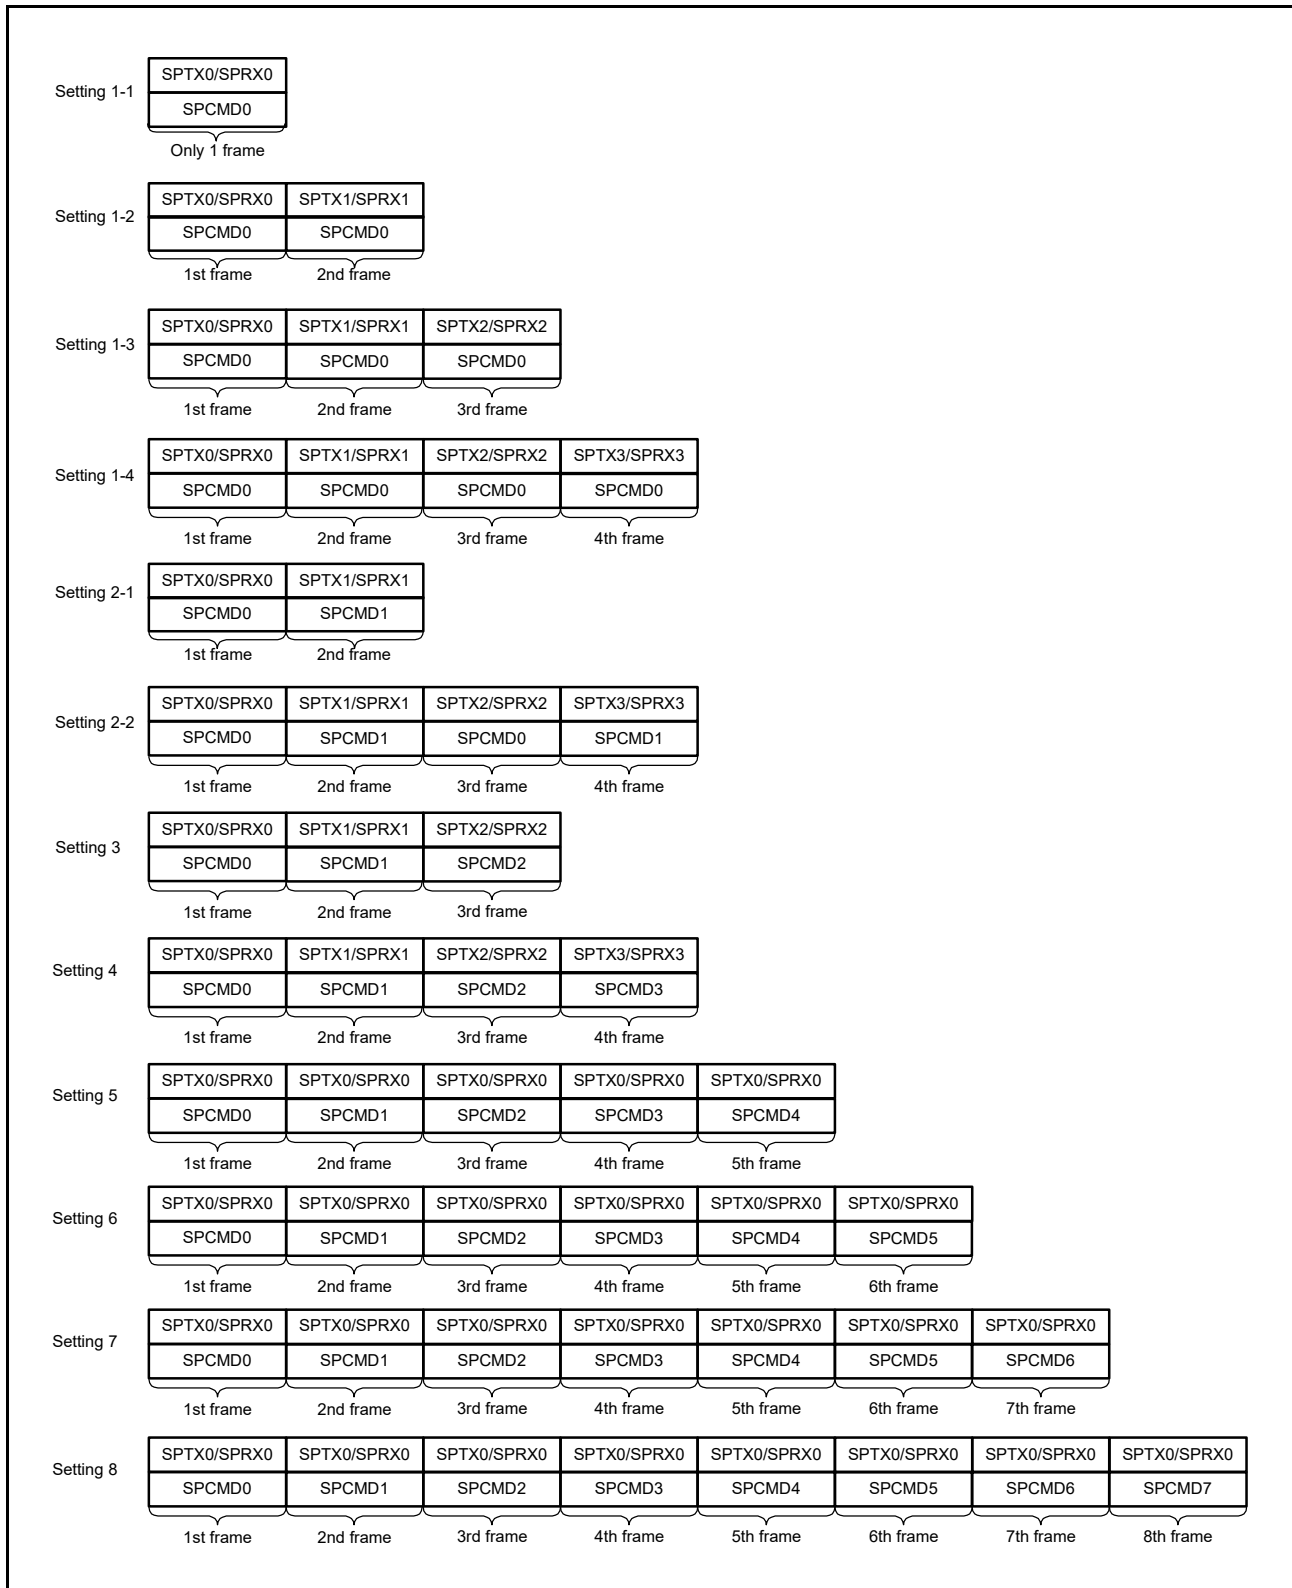 SPTX0/SPRX0
Setting 1-1
SPCMD0
Only 1 frame
SPTX0/SPRX0 SPTX1/SPRX1
Setting 1-2
SPCMD0 SPCMD0
1st frame 2nd frame
SPTX0/SPRX0 SPTX1/SPRX1 SPTX2/SPRX2
Setting 1-3
SPCMD0 SPCMD0 SPCMD0
1st frame 2nd frame 3rd frame
SPTX0/SPRX0 SPTX1/SPRX1 SPTX2/SPRX2 SPTX3/SPRX3
Setting 1-4
SPCMD0 SPCMD0 SPCMD0 SPCMD0
1st frame 2nd frame 3rd frame 4th frame
SPTX0/SPRX0 SPTX1/SPRX1
Setting 2-1
SPCMD0 SPCMD1
1st frame 2nd frame
SPTX0/SPRX0 SPTX1/SPRX1 SPTX2/SPRX2 SPTX3/SPRX3
Setting 2-2
SPCMD0 SPCMD1 SPCMD0 SPCMD1
1st frame 2nd frame 3rd frame 4th frame
SPTX0/SPRX0 SPTX1/SPRX1 SPTX2/SPRX2
Setting 3
SPCMD0 SPCMD1 SPCMD2
1st frame 2nd frame 3rd frame
SPTX0/SPRX0 SPTX1/SPRX1 SPTX2/SPRX2 SPTX3/SPRX3
Setting 4
SPCMD0 SPCMD1 SPCMD2 SPCMD3
1st frame 2nd frame 3rd frame 4th frame
SPTX0/SPRX0 SPTX0/SPRX0 SPTX0/SPRX0 SPTX0/SPRX0 SPTX0/SPRX0
Setting 5
SPCMD0 SPCMD1 SPCMD2 SPCMD3 SPCMD4
1st frame 2nd frame 3rd frame 4th frame 5th frame
SPTX0/SPRX0 SPTX0/SPRX0 SPTX0/SPRX0 SPTX0/SPRX0 SPTX0/SPRX0 SPTX0/SPRX0
Setting 6
SPCMD0 SPCMD1 SPCMD2 SPCMD3 SPCMD4 SPCMD5
1st frame 2nd frame 3rd frame 4th frame 5th frame 6th frame
SPTX0/SPRX0 SPTX0/SPRX0 SPTX0/SPRX0 SPTX0/SPRX0 SPTX0/SPRX0 SPTX0/SPRX0 SPTX0/SPRX0
Setting 7
SPCMD0 SPCMD1 SPCMD2 SPCMD3 SPCMD4 SPCMD5 SPCMD6
1st frame 2nd frame 3rd frame 4th frame 5th frame 6th frame 7th frame
SPTX0/SPRX0 SPTX0/SPRX0 SPTX0/SPRX0 SPTX0/SPRX0 SPTX0/SPRX0 SPTX0/SPRX0 SPTX0/SPRX0 SPTX0/SPRX0
Setting 8
SPCMD0 SPCMD1 SPCMD2 SPCMD3 SPCMD4 SPCMD5 SPCMD6 SPCMD7
1st frame 2nd frame 3rd frame 4th frame 5th frame 6th frame 7th frame 8th frame